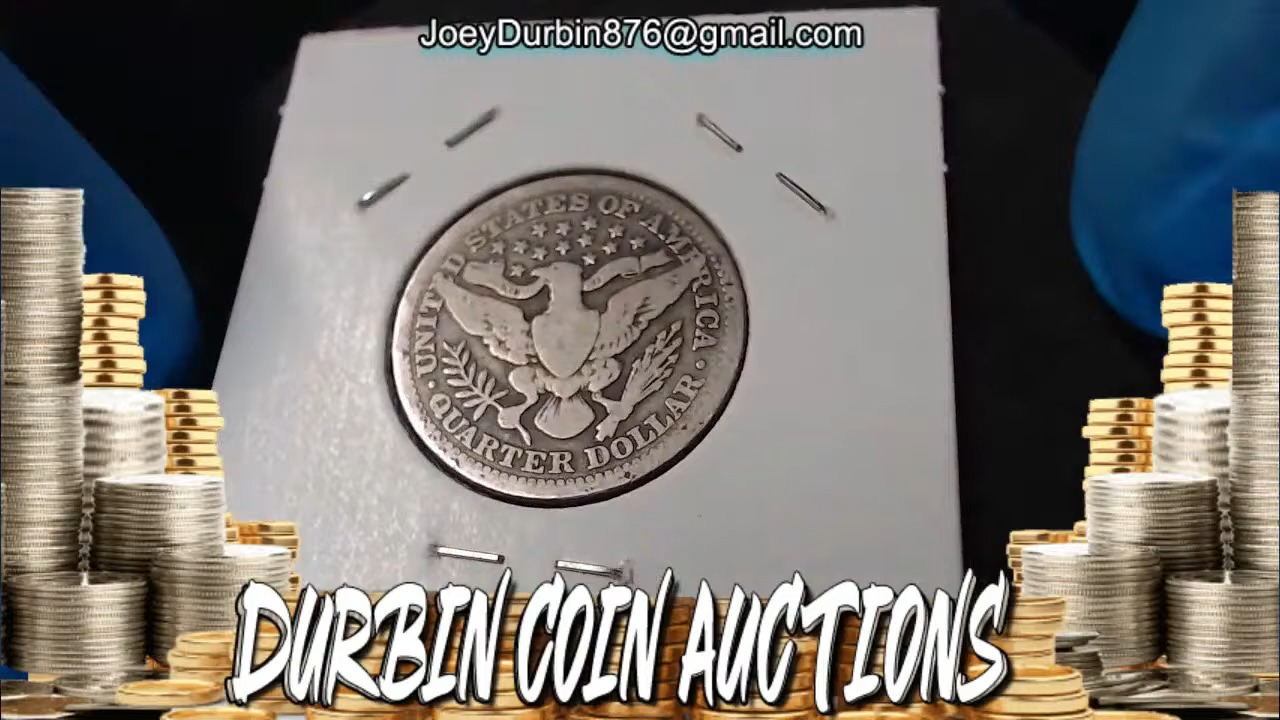 JoeyDurbin876@gmail.com
UNITED STATES OF AMERICA
QUARTER DOLLAR
DURBIN COIN AUCTIONS